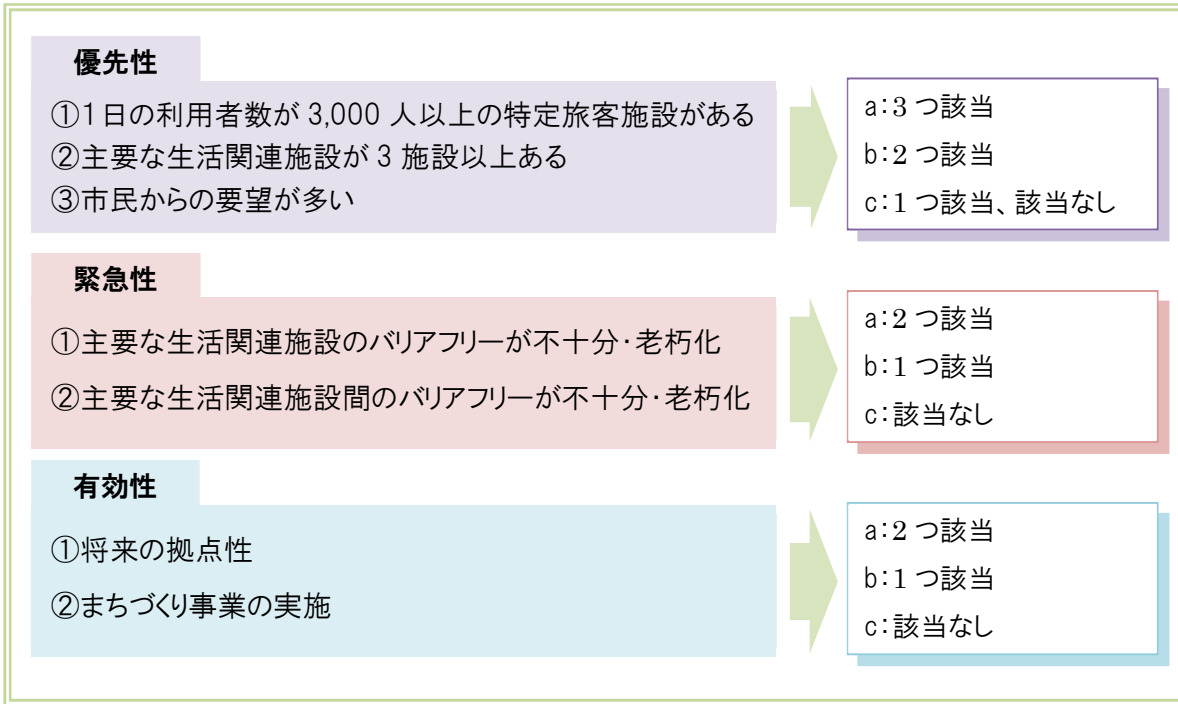 優先性
①1日の利用者数が 3,000 人以上の特定旅客施設がある
②主要な生活関連施設が 3 施設以上ある
③市民からの要望が多い
a:3 つ該当
b:2 つ該当
c:1 つ該当、該当なし
緊急性
①主要な生活関連施設のバリアフリーが不十分・老朽化
②主要な生活関連施設間のバリアフリーが不十分・老朽化
a:2 つ該当
b:1 つ該当
c:該当なし
有効性
①将来の拠点性
②まちづくり事業の実施
a:2 つ該当
b:1 つ該当
c:該当なし